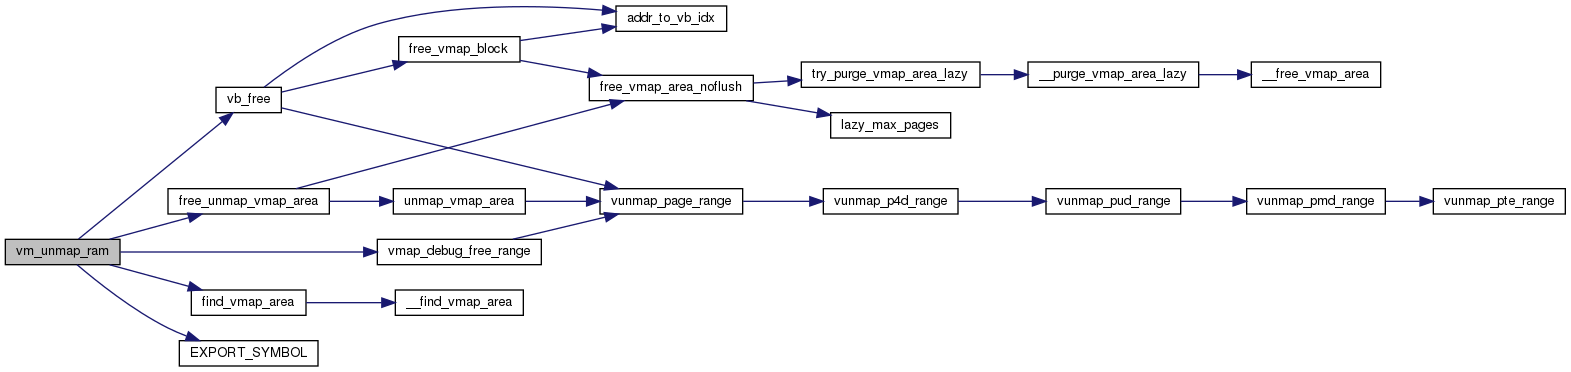 addr_to_vb_idx
free_vmap_block
try_purge_vmap_area_lazy
__purge_vmap_area_lazy
__free_vmap_area
free_vmap_area_noflush
vb_free
lazy_max_pages
free_unmap_vmap_area
unmap_vmap_area
vunmap_page_range
vunmap_p4d_range
vunmap_pud_range
vunmap_pmd_range
vunmap_pte_range
vm_unmap_ram
vmap_debug_free_range
find_vmap_area
__find_vmap_area
EXPORT_SYMBOL